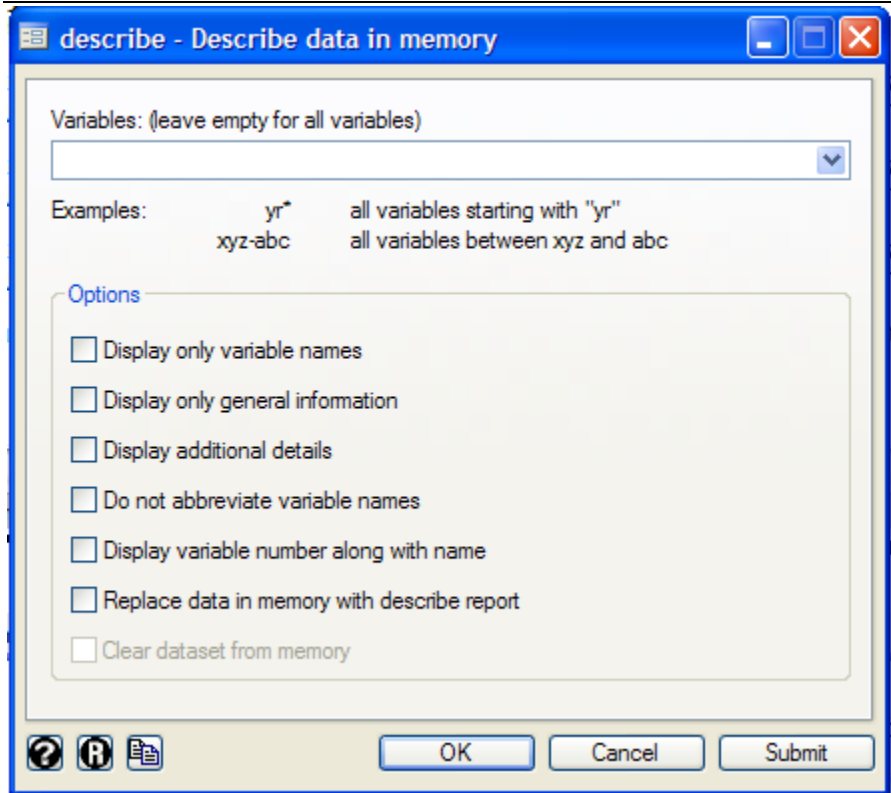 describe - Describe data in memory
Variables: (leave empty for all variables)
Examples: yr* all variables starting with "yr"
xyz-abc all variables between xyz and abc
Options
Display only variable names
Display only general information
Display additional details
Do not abbreviate variable names
Display variable number along with name
Replace data in memory with describe report
Clear dataset from memory
? R OK Cancel Submit